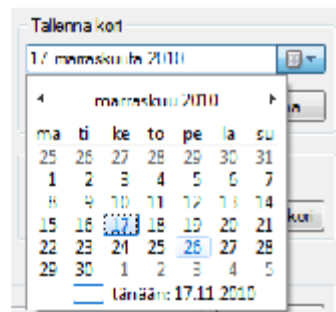 Tallenna kori
17. marraskuuta 2010
marraskuu 2010
ma ti ke to pe la su
25 26 27 28 29 30 31
1 2 3 4 5 6 7
8 9 10 11 12 13 14
15 16 17 18 19 20 21
22 23 24 25 26 27 28
29 30 1 2 3 4 5
tänään: 17.11.2010
kori